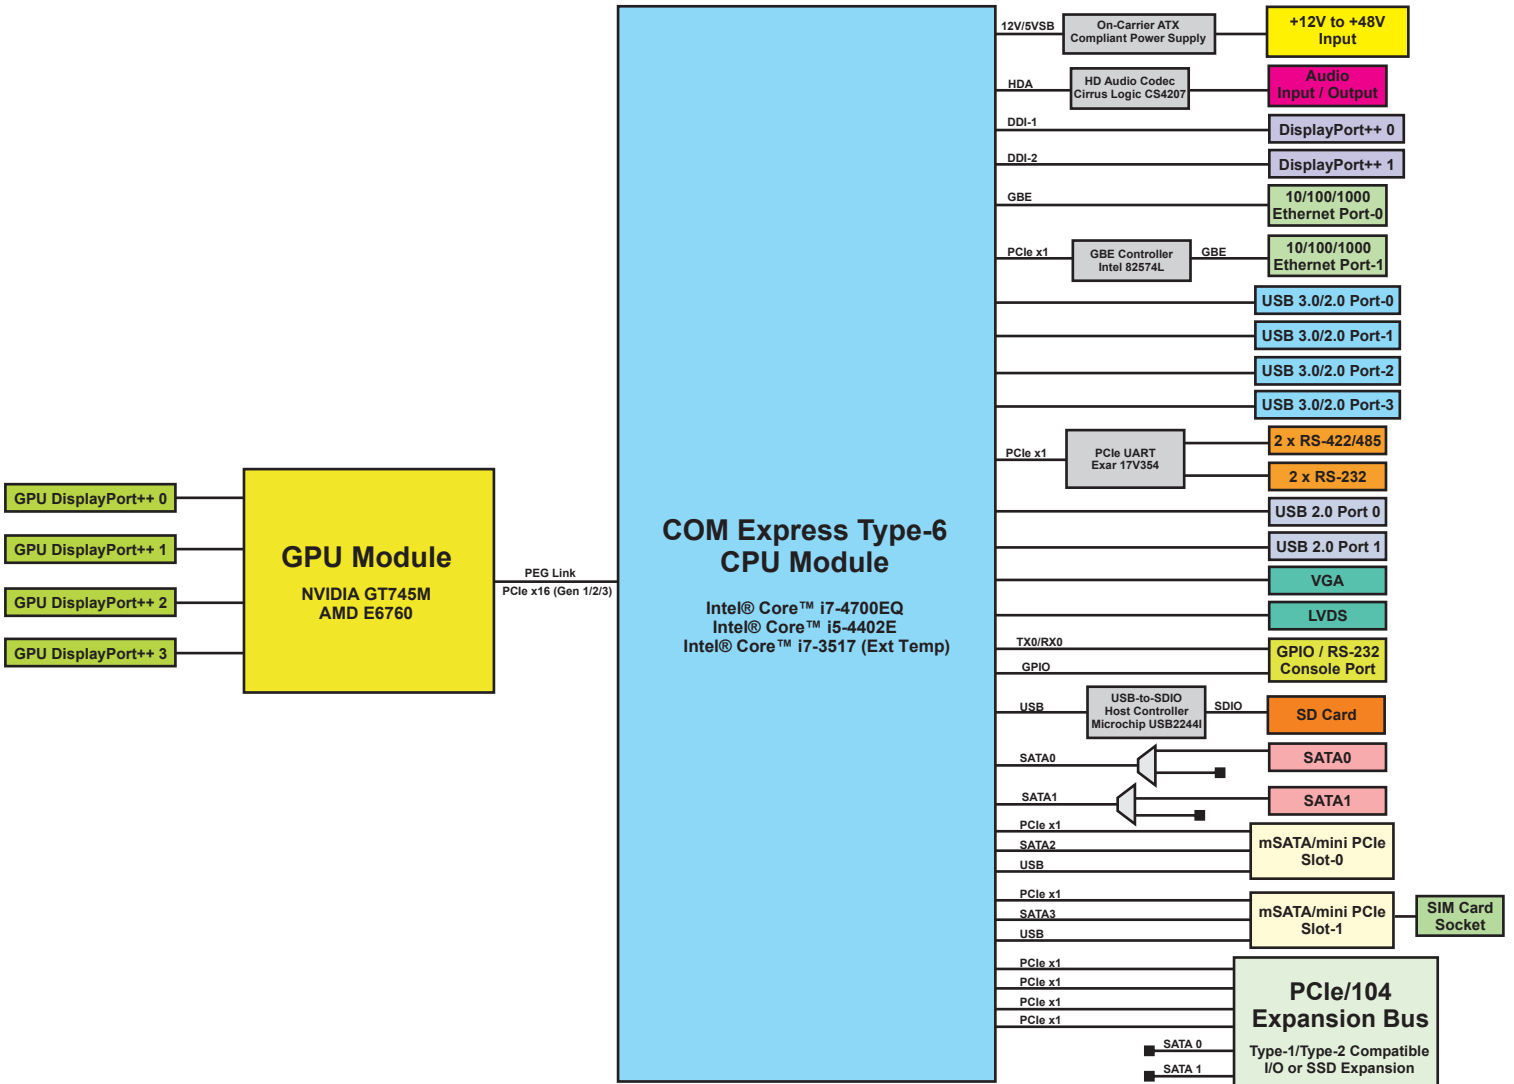 12V/5VSB
On-Carrier ATX
Compliant Power Supply
+12V to +48V
Input
HDA
HD Audio Codec
Cirrus Logic CS4207
Audio
Input / Output
DDI-1
DisplayPort++ 0
DDI-2
DisplayPort++ 1
GBE
10/100/1000
Ethernet Port-0
PCIe x1
GBE Controller
Intel 82574L
GBE
10/100/1000
Ethernet Port-1
USB 3.0/2.0 Port-0
USB 3.0/2.0 Port-1
USB 3.0/2.0 Port-2
USB 3.0/2.0 Port-3
PCIe x1
PCIe UART
Exar 17V354
2 x RS-422/485
2 x RS-232
USB 2.0 Port 0
USB 2.0 Port 1
VGA
LVDS
TX0/RX0
GPIO
GPIO / RS-232
Console Port
USB
USB-to-SDIO
Host Controller
Microchip USB2244I
SDIO
SD Card
SATA0
SATA0
SATA1
SATA1
PCIe x1
SATA2
USB
mSATA/mini PCIe
Slot-0
PCIe x1
SATA3
USB
mSATA/mini PCIe
Slot-1
SIM Card
Socket
PCIe x1
PCIe x1
PCIe x1
PCIe x1
SATA 0
SATA 1
PCIe/104
Expansion Bus
Type-1/Type-2 Compatible
I/O or SSD Expansion
COM Express Type-6
CPU Module
Intel® Core™ i7-4700EQ
Intel® Core™ i5-4402E
Intel® Core™ i7-3517 (Ext Temp)
PEG Link
PCIe x16 (Gen 1/2/3)
GPU Module
NVIDIA GT745M
AMD E6760
GPU DisplayPort++ 0
GPU DisplayPort++ 1
GPU DisplayPort++ 2
GPU DisplayPort++ 3